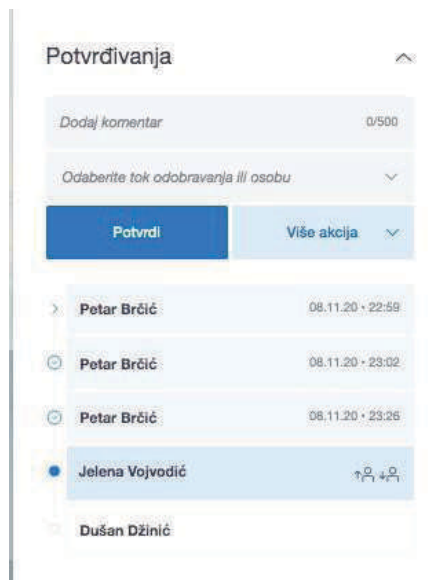 Potvrđivanja
Dodaj komentar 0/500
Odaberite tok odobravanja ili osobu
Potvrdi Više akcija
Petar Brčić 08.11.20 • 22:59
Petar Brčić 08.11.20 • 23:02
Petar Brčić 08.11.20 • 23:26
Jelena Vojvodić
Dušan Džinić